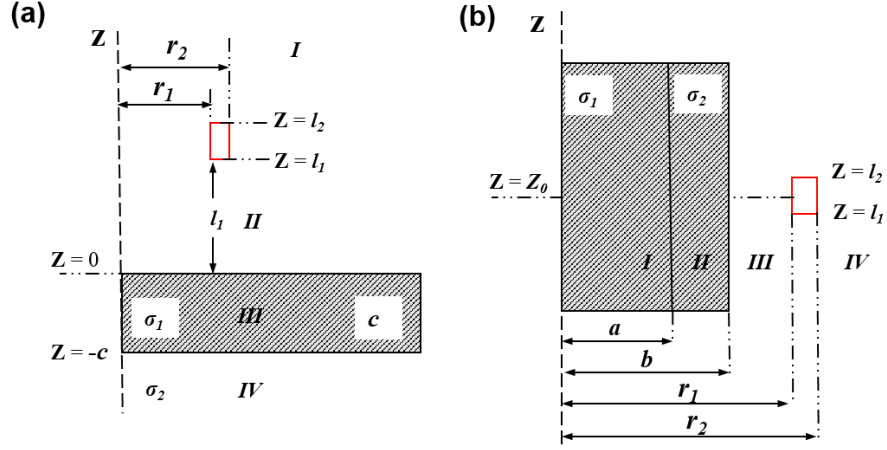 (a)
Z
r₂
I
r₁
Z = l₂
Z = l₁
l₁
II
Z = 0
σ₁
III
c
Z = -c
σ₂
IV
(b)
Z
σ₁
σ₂
Z = Z₀
Z = l₂
Z = l₁
I
II
III
IV
a
b
r₁
r₂